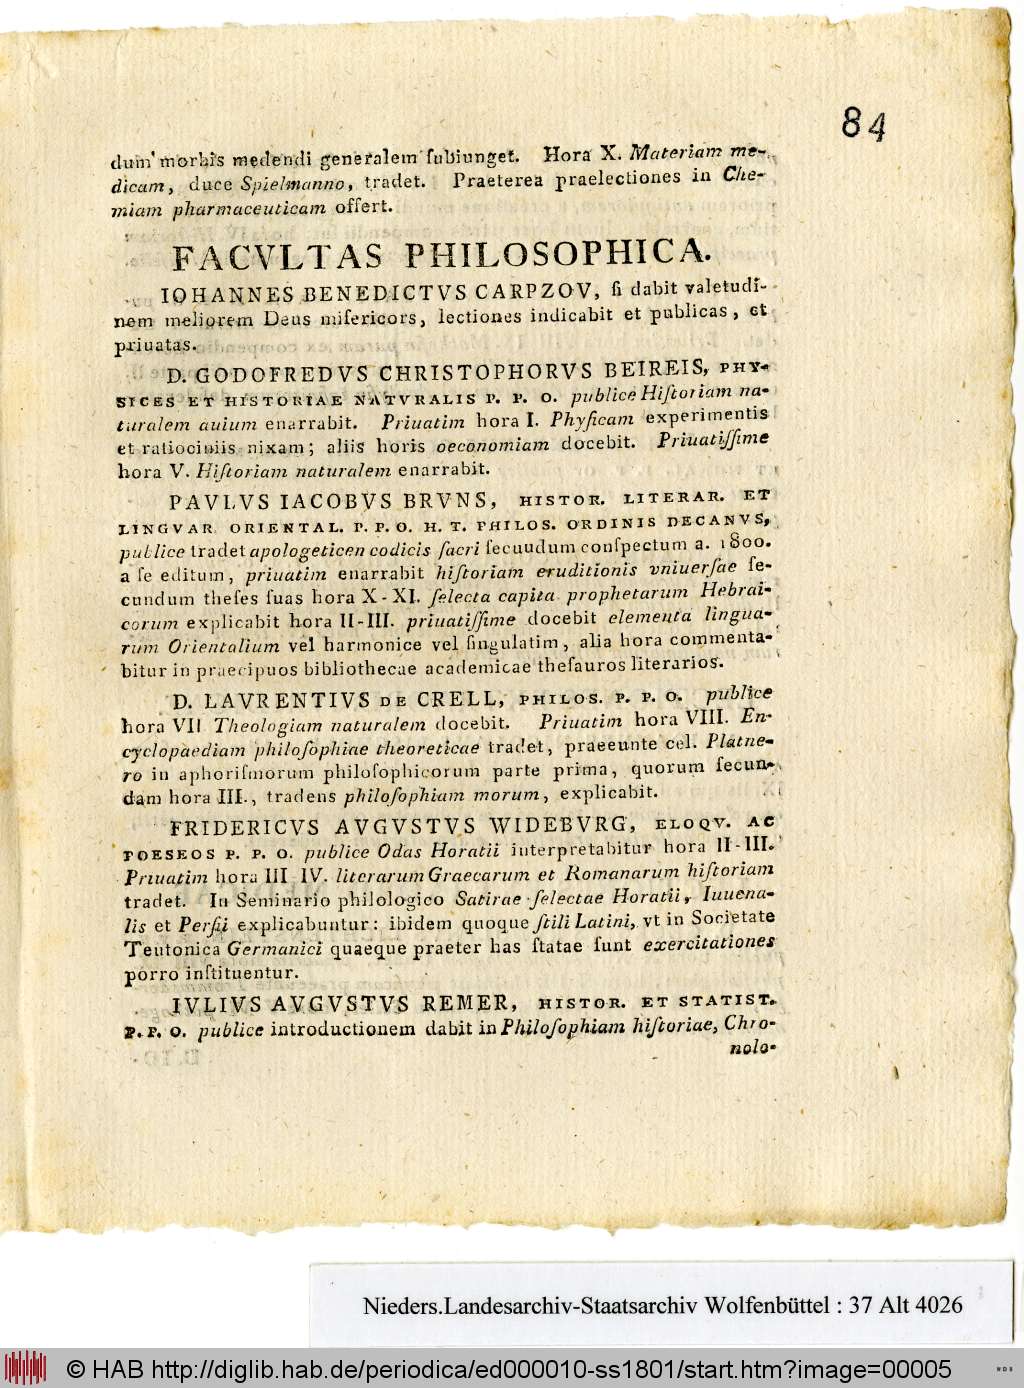 84
dum morbis medendi generalem ſubiunget. Hora X. Materiam me-
dicam, duce Spielmanno, tradet. Praeterea praelectiones in Che-
miam pharmaceuticam offert.
FACVLTAS PHILOSOPHICA.
IOHANNES BENEDICTVS CARPZOV, ſi dabit valetudi-
nem meliorem Deus miſericors, lectiones indicabit et publicas, et
priuatas.
D. GODOFREDVS CHRISTOPHORVS BEIREIS, PHY-
SICES ET HISTORIAE NATVRALIS P. P. O. publice Hiſtoriam na-
turalem auium enarrabit. Priuatim hora I. Phyſicam experimentis
et ratiociniis nixam; aliis horis oeconomiam docebit. Priuatiſſime
hora V. Hiſtoriam naturalem enarrabit.
PAVLVS IACOBVS BRVNS, HISTOR. LITERAR. ET
LINGVAR. ORIENTAL. P. P. O. H. T. PHILOS. ORDINIS DECANVS,
publice tradet apologeticen codicis ſacri ſecundum conſpectum a. 1800.
a ſe editum, priuatim enarrabit hiſtoriam eruditionis vniuerſae ſe-
cundum theſes ſuas hora X-XI. ſelecta capita prophetarum Hebrai-
corum explicabit hora II-III. priuatiſſime docebit elementa lingua-
rum Orientalium vel harmonice vel ſingulatim, alia hora commenta-
bitur in praecipuos bibliothecae academicae theſauros literarios.
D. LAVRENTIVS DE CRELL, PHILOS. P. P. O. publice
hora VII Theologiam naturalem docebit. Priuatim hora VIII. En-
cyclopaediam philoſophiae theoreticae tradet, praeeunte cel. Platne-
ro in aphoriſmorum philoſophicorum parte prima, quorum ſecun-
dam hora III., tradens philoſophiam morum, explicabit.
FRIDERICVS AVGVSTVS WIDEBVRG, ELOQV. AC
POESEOS P. P. O. publice Odas Horatii interpretabitur hora II-III.
Priuatim hora III IV. literarum Graecarum et Romanarum hiſtoriam
tradet. In Seminario philologico Satirae ſelectae Horatii, Iuuena-
lis et Perſii explicabuntur: ibidem quoque ſtili Latini, vt in Societate
Teutonica Germanici quaeque praeter has ſtatae ſunt exercitationes
porro inſtituentur.
IVLIVS AVGVSTVS REMER, HISTOR. ET STATIST.
P. P. O. publice introductionem dabit in Philoſophiam hiſtoriae, Chro-
nolo-
Nieders.Landesarchiv-Staatsarchiv Wolfenbüttel : 37 Alt 4026
© HAB http://diglib.hab.de/periodica/ed000010-ss1801/start.htm?image=00005